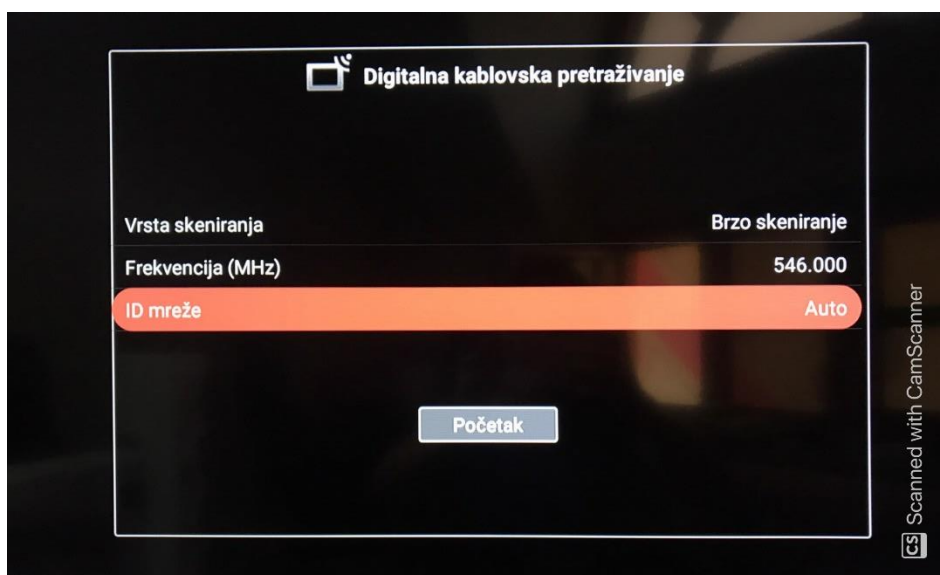 Digitalna kablovska pretraživanje
Vrsta skeniranja Brzo skeniranje
Frekvencija (MHz) 546.000
ID mreže Auto
Početak
CS Scanned with CamScanner